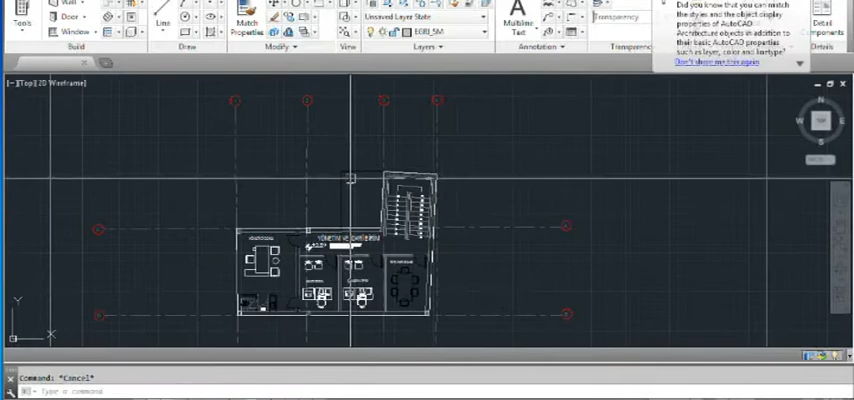 Wall
Tools
Door
Window
Line
Match
Properties
Unsaved Layer State
EGRI_SM
Multiline
Text
Transparency
Did you know that you can match
the styles and the object display
properties of AutoCAD
Architecture objects in addition to
their basic AutoCAD properties
such as layer, color and linetype?
Don't show me this again
Detail
Components
Build
Draw
Modify
View
Layers
Annotation
Details
[-][Top][2D Wireframe]
N
W
TOP
E
S
Y
X
Command: *Cancel*
Type a command